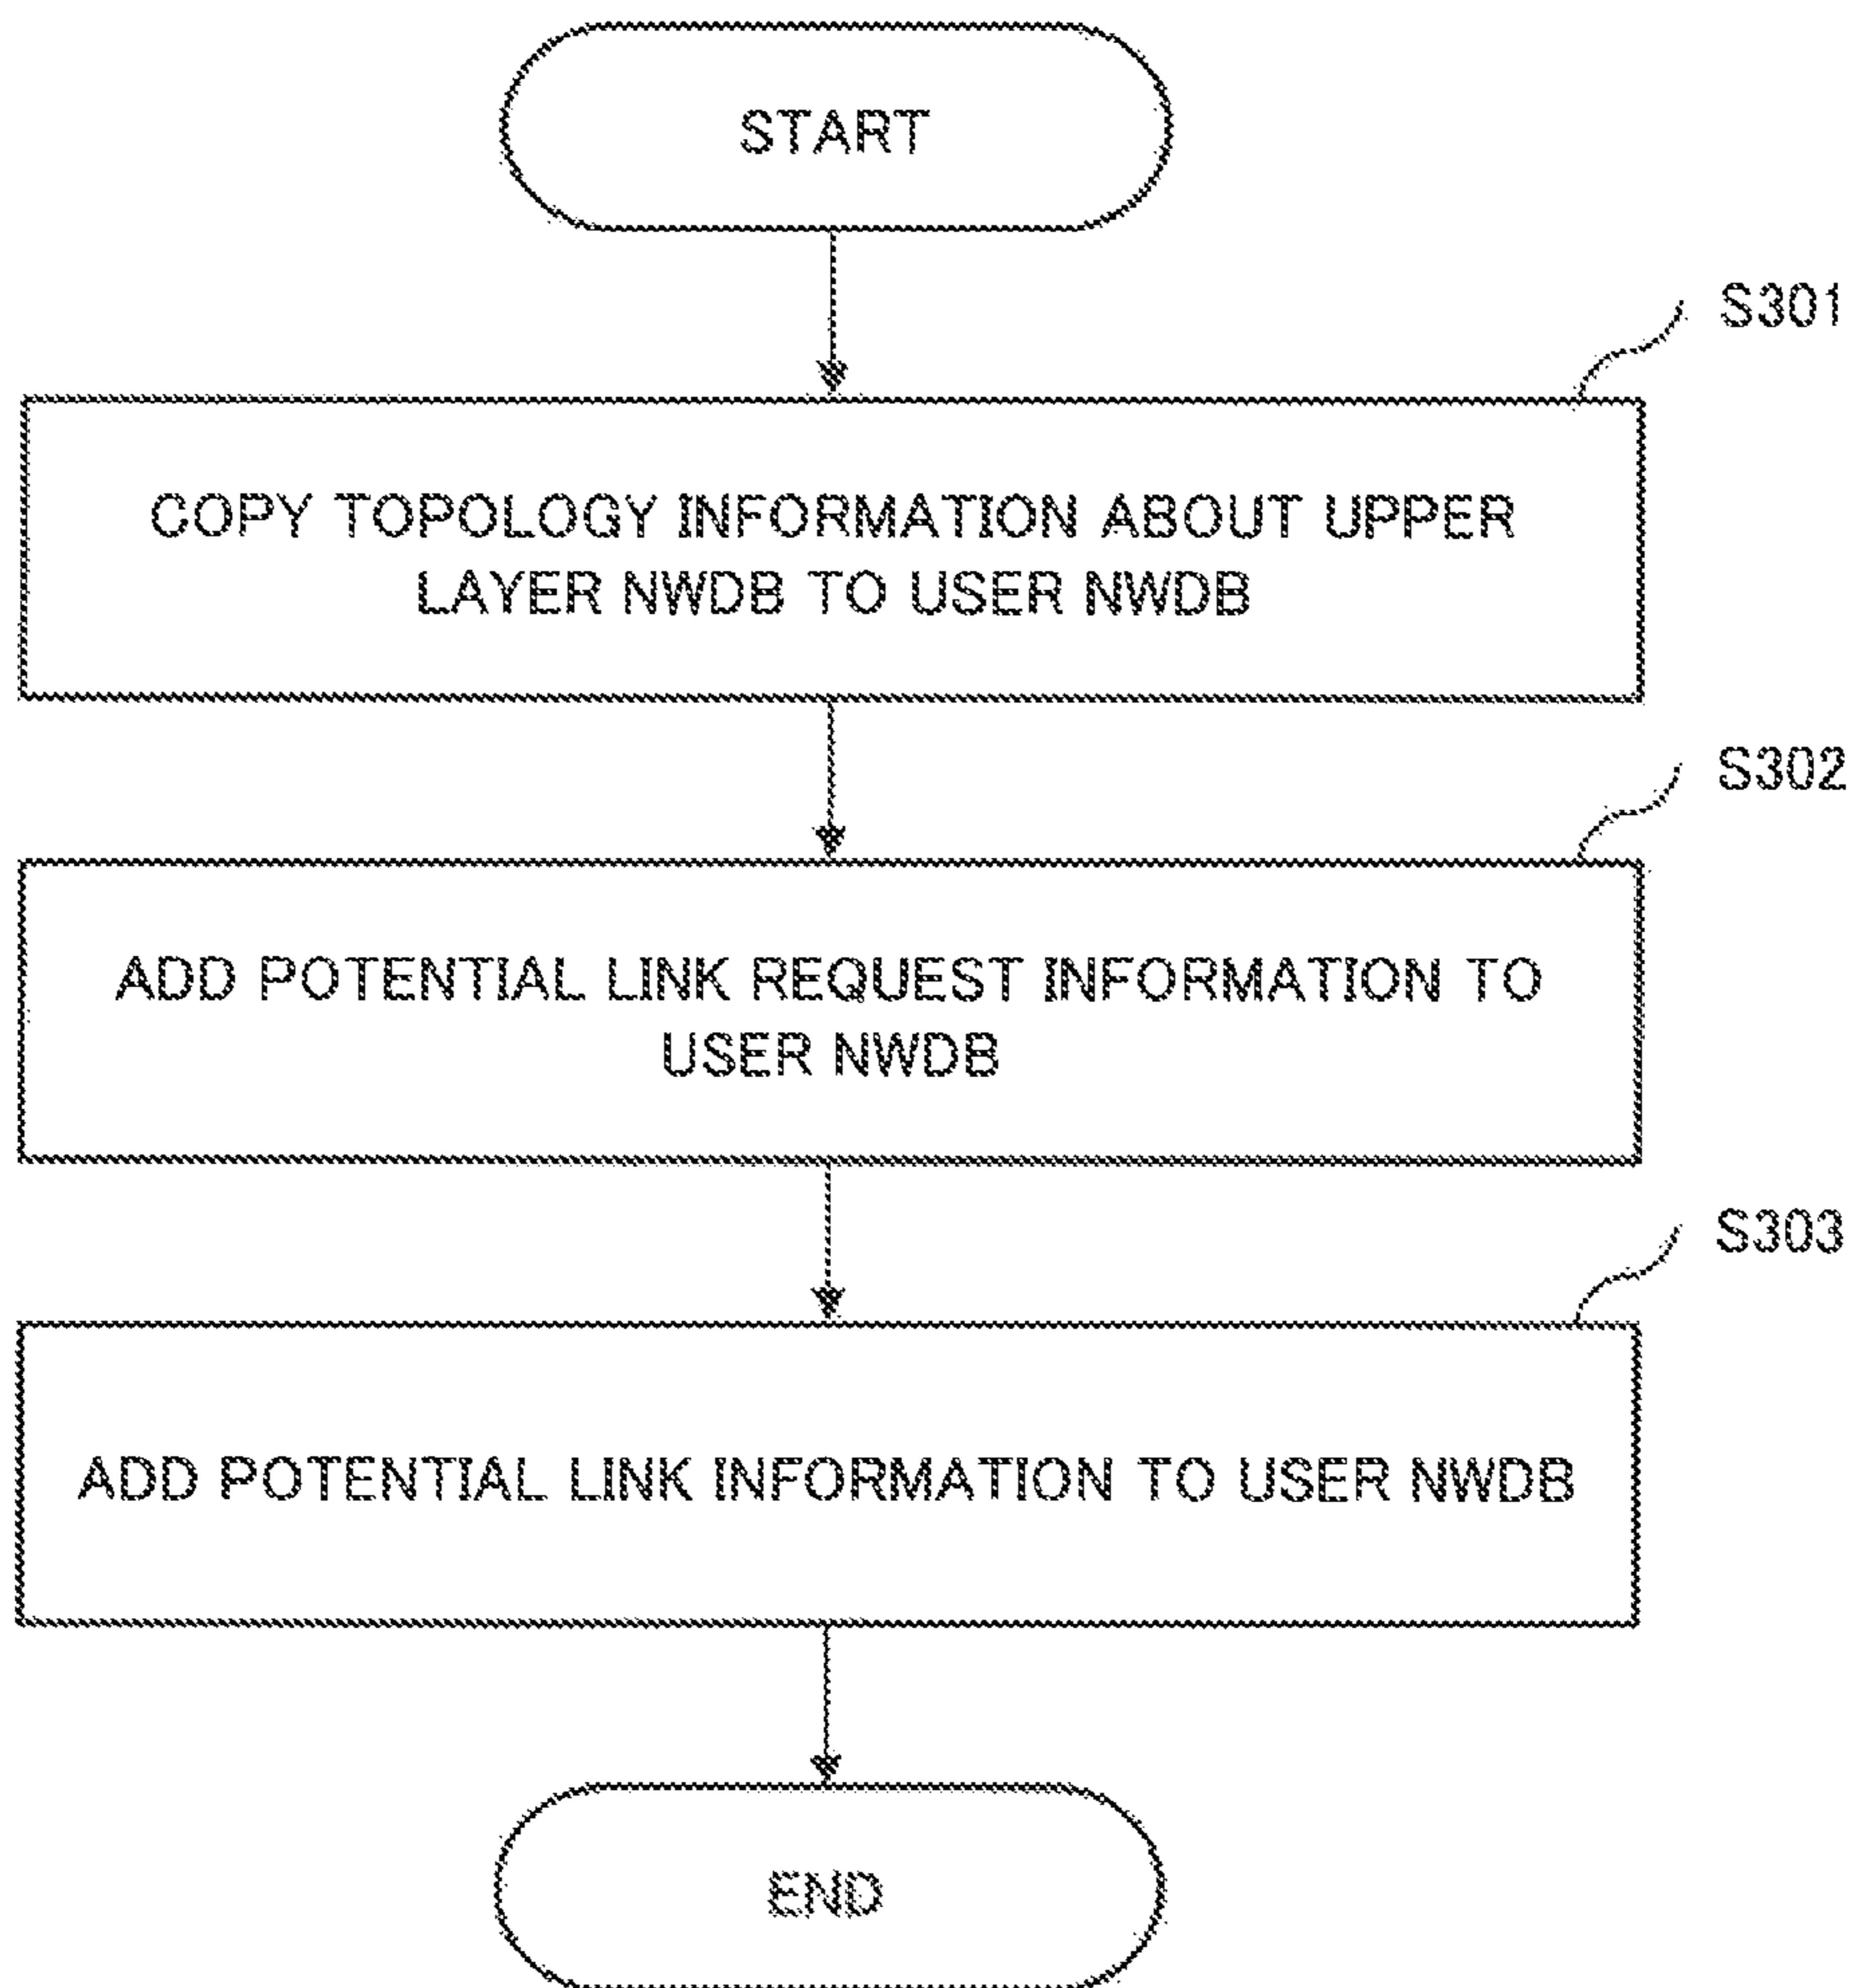 START
S301
COPY TOPOLOGY INFORMATION ABOUT UPPER
LAYER NWDB TO USER NWDB
S302
ADD POTENTIAL LINK REQUEST INFORMATION TO
USER NWDB
S303
ADD POTENTIAL LINK INFORMATION TO USER NWDB
END